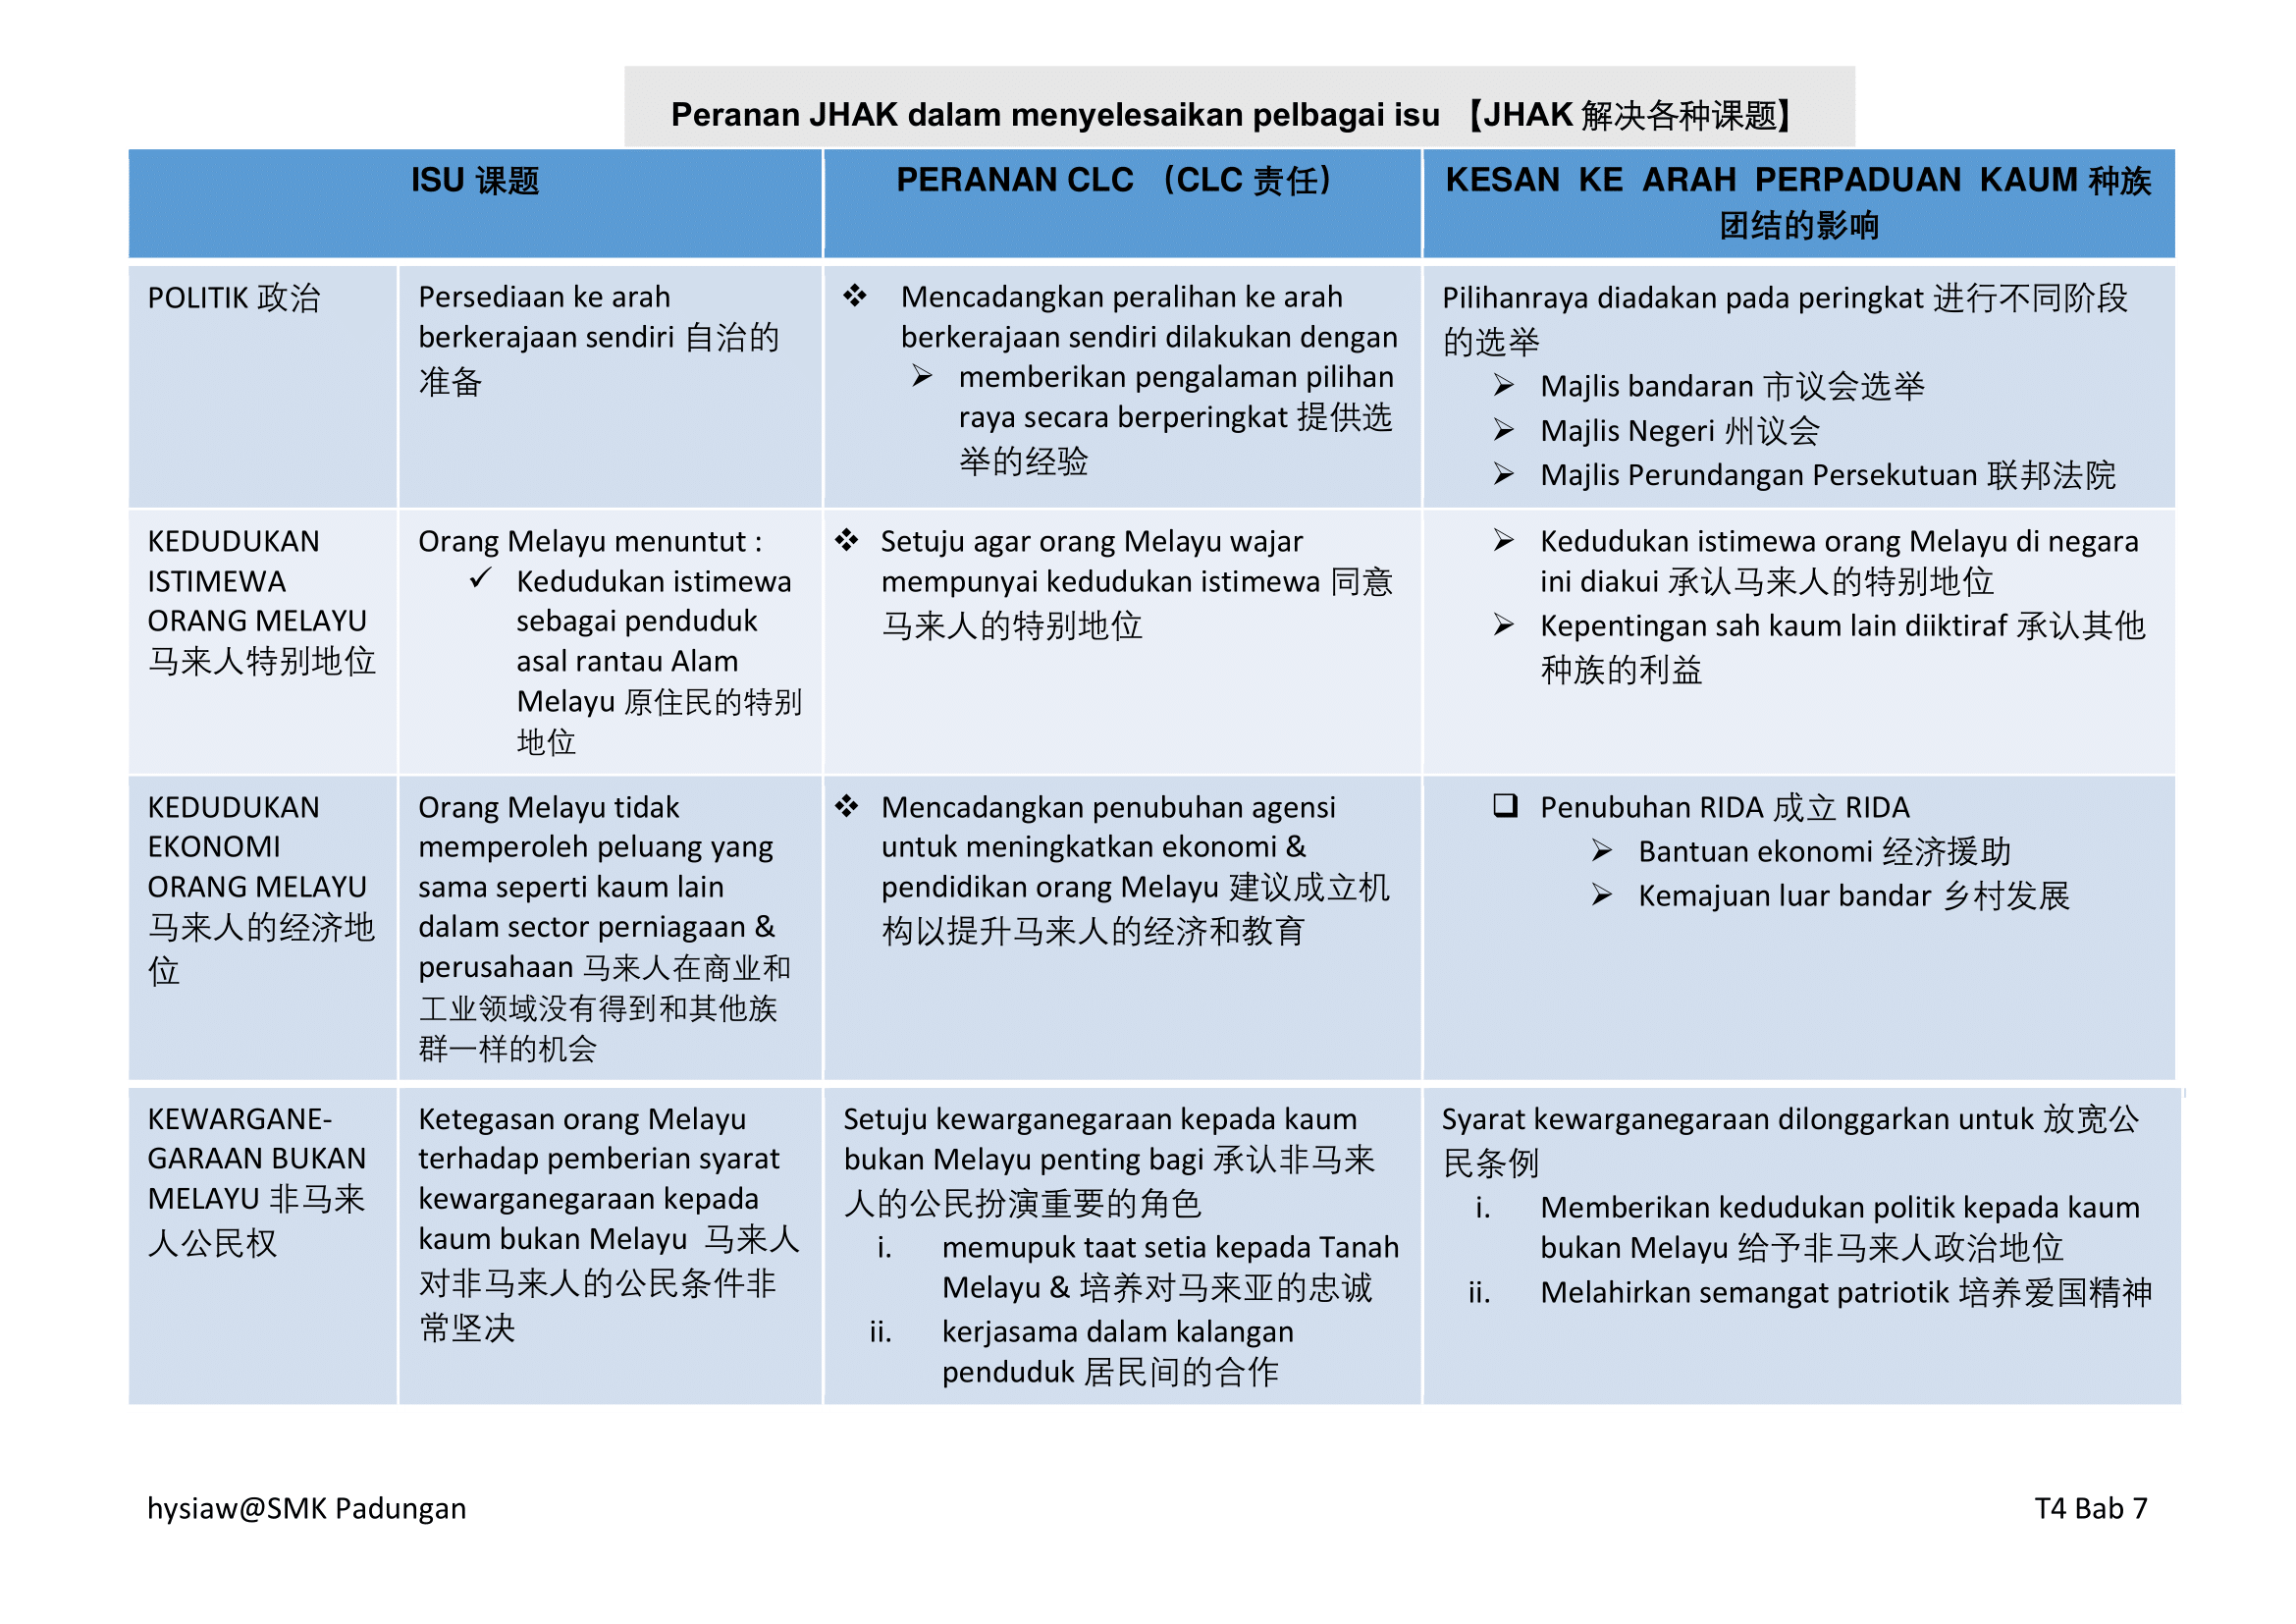 Peranan JHAK dalam menyelesaikan pelbagai isu 【JHAK 解决各种课题】
ISU 课题
PERANAN CLC （CLC 责任）
KESAN KE ARAH PERPADUAN KAUM 种族
团结的影响
POLITIK 政治
Persediaan ke arah
berkerajaan sendiri 自治的
准备
❖ Mencadangkan peralihan ke arah
berkerajaan sendiri dilakukan dengan
➢ memberikan pengalaman pilihan
raya secara berperingkat 提供选
举的经验
Pilihanraya diadakan pada peringkat 进行不同阶段
的选举
➢ Majlis bandaran 市议会选举
➢ Majlis Negeri 州议会
➢ Majlis Perundangan Persekutuan 联邦法院
KEDUDUKAN
ISTIMEWA
ORANG MELAYU
马来人特别地位
Orang Melayu menuntut :
✓ Kedudukan istimewa
sebagai penduduk
asal rantau Alam
Melayu 原住民的特别
地位
❖ Setuju agar orang Melayu wajar
mempunyai kedudukan istimewa 同意
马来人的特别地位
➢ Kedudukan istimewa orang Melayu di negara
ini diakui 承认马来人的特别地位
➢ Kepentingan sah kaum lain diiktiraf 承认其他
种族的利益
KEDUDUKAN
EKONOMI
ORANG MELAYU
马来人的经济地
位
Orang Melayu tidak
memperoleh peluang yang
sama seperti kaum lain
dalam sector perniagaan &
perusahaan 马来人在商业和
工业领域没有得到和其他族
群一样的机会
❖ Mencadangkan penubuhan agensi
untuk meningkatkan ekonomi &
pendidikan orang Melayu 建议成立机
构以提升马来人的经济和教育
❑ Penubuhan RIDA 成立 RIDA
➢ Bantuan ekonomi 经济援助
➢ Kemajuan luar bandar 乡村发展
KEWARGANE-
GARAAN BUKAN
MELAYU 非马来
人公民权
Ketegasan orang Melayu
terhadap pemberian syarat
kewarganegaraan kepada
kaum bukan Melayu 马来人
对非马来人的公民条件非
常坚决
Setuju kewarganegaraan kepada kaum
bukan Melayu penting bagi 承认非马来
人的公民扮演重要的角色
i. memupuk taat setia kepada Tanah
Melayu & 培养对马来亚的忠诚
ii. kerjasama dalam kalangan
penduduk 居民间的合作
Syarat kewarganegaraan dilonggarkan untuk 放宽公
民条例
i. Memberikan kedudukan politik kepada kaum
bukan Melayu 给予非马来人政治地位
ii. Melahirkan semangat patriotik 培养爱国精神
hysiaw@SMK Padungan
T4 Bab 7